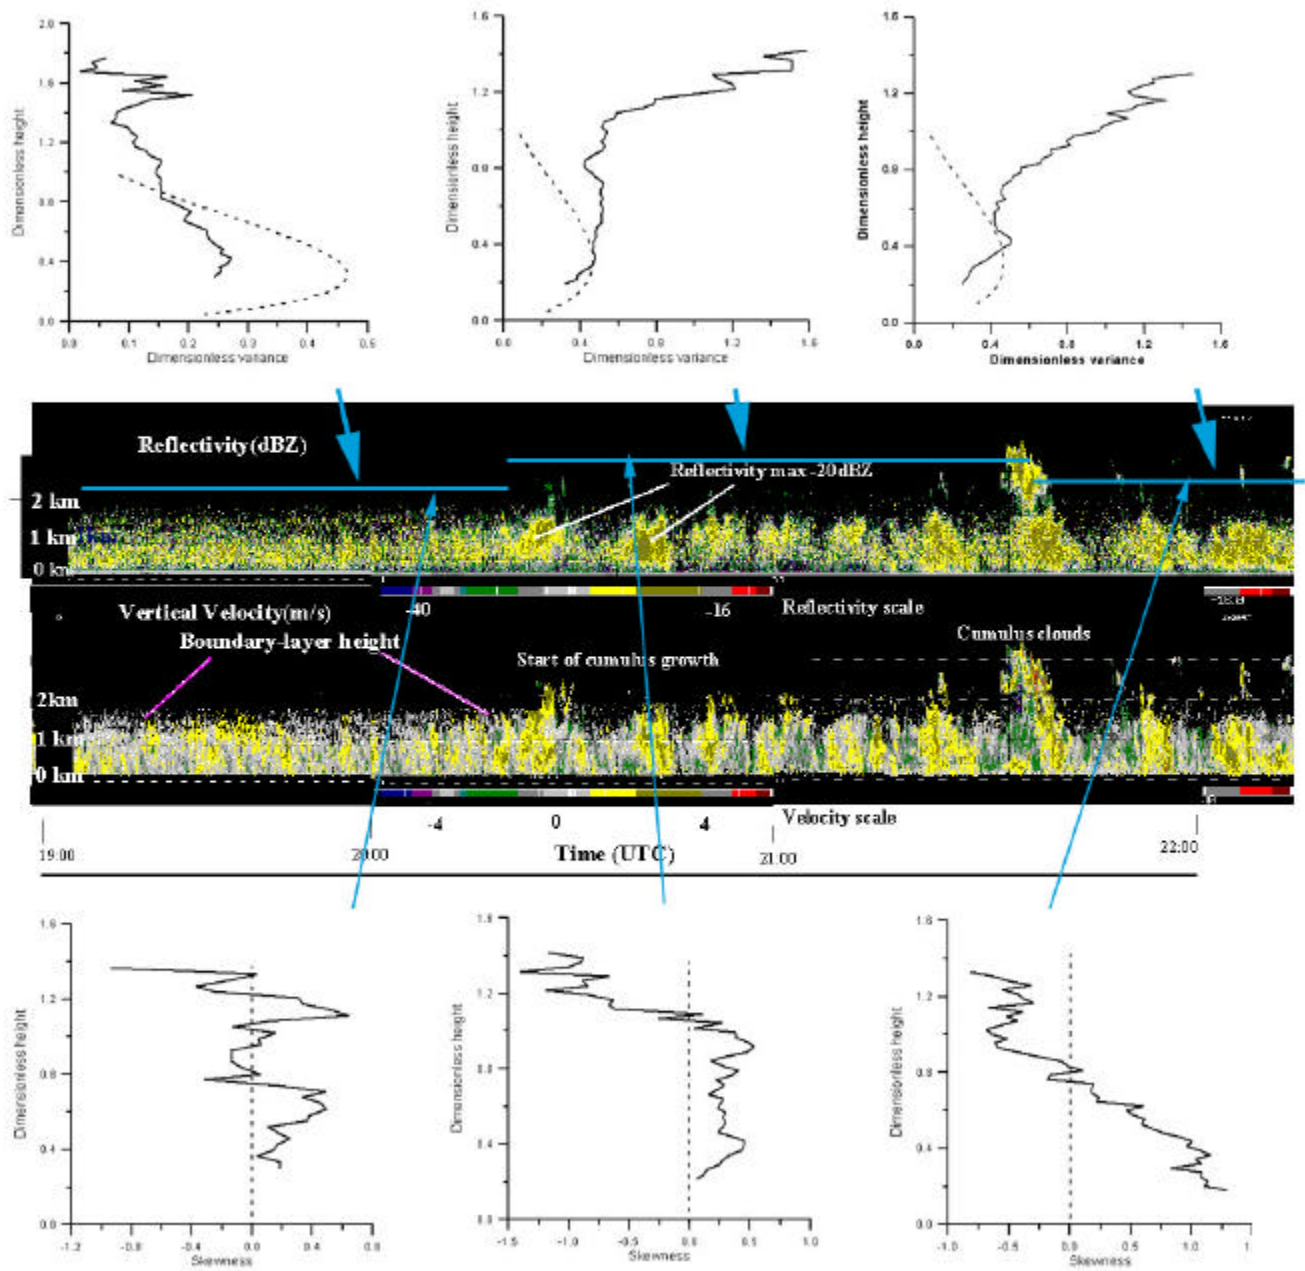 2.0
1.6
1.2
0.8
0.4
0.0
Dimensionless height
0.0 0.1 0.2 0.3 0.4 0.5
Dimensionless variance
1.6
1.2
0.8
0.4
0.0
Dimensionless height
0.0 0.4 0.8 1.2 1.6
Dimensionless variance
1.6
1.2
0.8
0.4
0.0
Dimensionless height
0.0 0.4 0.8 1.2 1.6
Dimensionless variance
Reflectivity(dBZ)
Reflectivity max -20dBZ
2 km
1 km
0 km
-40 -16 Reflectivity scale
Vertical Velocity(m/s)
Boundary-layer height
Start of cumulus growth
Cumulus clouds
2km
1 km
0 km
-4 0 4 Velocity scale
19:00 20:00 Time (UTC) 21:00 22:00
1.6
1.2
0.8
0.4
0.0
Dimensionless height
-1.2 -0.8 -0.4 0.0 0.4 0.8
Skewness
1.6
1.2
0.8
0.4
0.0
Dimensionless height
-1.5 -1.0 -0.5 0.0 0.5 1.0
Skewness
1.6
1.2
0.8
0.4
0.0
Dimensionless height
-1.0 -0.5 0.0 0.5 1.0 1
Skewness